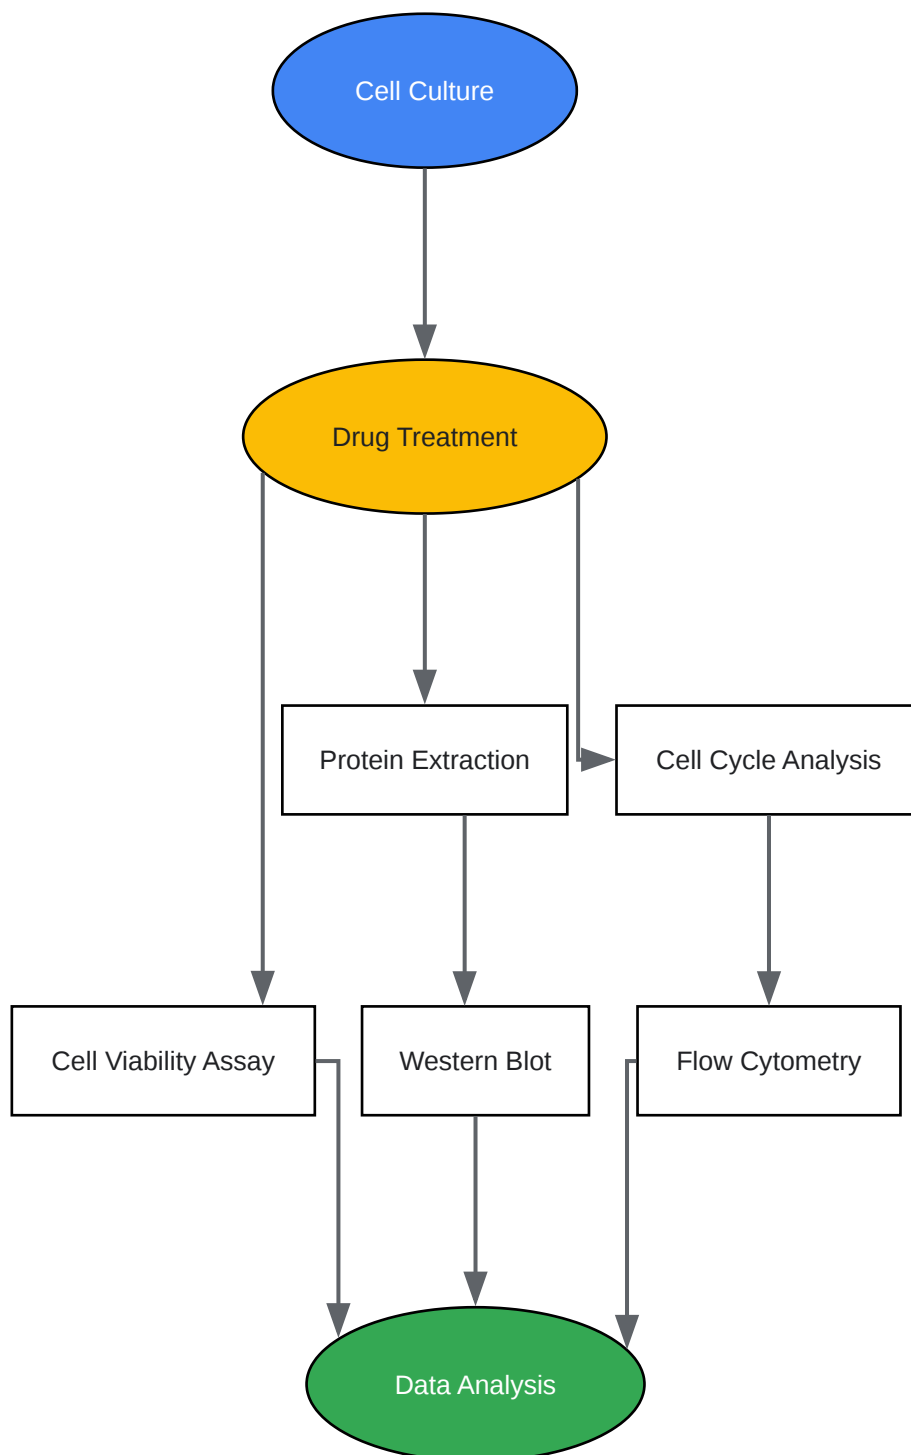 Cell Culture
Drug Treatment
Protein Extraction
Cell Cycle Analysis
Cell Viability Assay
Western Blot
Flow Cytometry
Data Analysis